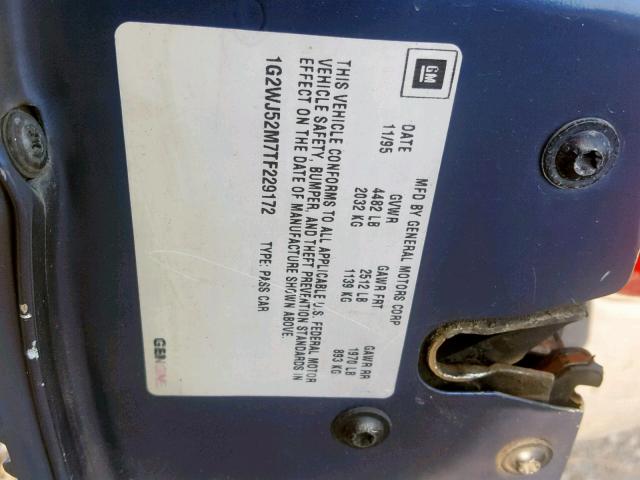 GM
MFD BY GENERAL MOTORS CORP
DATE GVWR GAWR FRT GAWR RR
11/95 4482 LB 2512 LB 1970 LB
2032 KG 1139 KG 893 KG
THIS VEHICLE CONFORMS TO ALL APPLICABLE U.S. FEDERAL MOTOR
VEHICLE SAFETY, BUMPER, AND THEFT PREVENTION STANDARDS IN
EFFECT ON THE DATE OF MANUFACTURE SHOWN ABOVE.
1G2WJ52M7TF229172 TYPE: PASS CAR